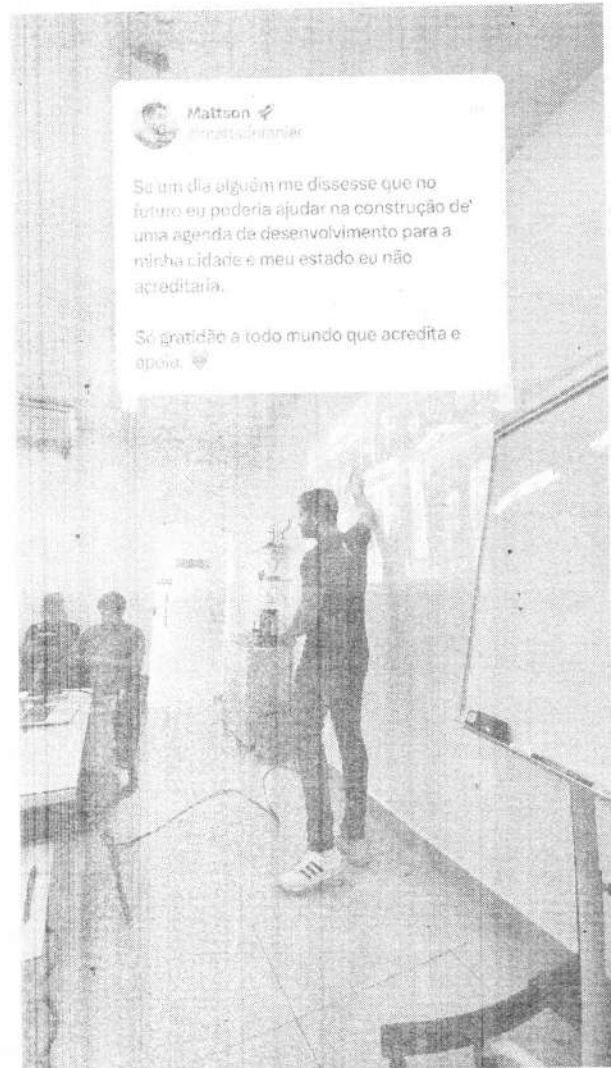 Mattson 🚀
@mattsonranier
Se um dia alguém me dissesse que no
futuro eu poderia ajudar na construção de
uma agenda de desenvolvimento para a
minha cidade e meu estado eu não
acreditaria.
Só gratidão a todo mundo que acredita e
apoia.